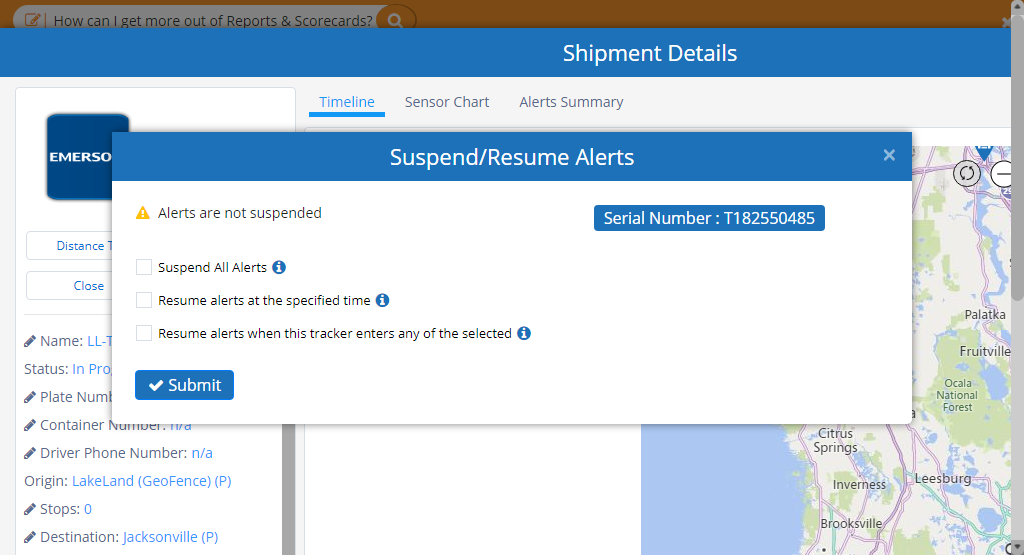 How can I get more out of Reports & Scorecards?
Shipment Details
Timeline
Sensor Chart
Alerts Summary
Suspend/Resume Alerts
×
Alerts are not suspended
Serial Number : T182550485
Suspend All Alerts
Resume alerts at the specified time
Resume alerts when this tracker enters any of the selected
Submit
EMERSO
Distance T
Close
Name: LL-T
Status: In Pro
Plate Numb
Container Number: n/a
Driver Phone Number: n/a
Origin: LakeLand (GeoFence) (P)
Stops: 0
Destination: Jacksonville (P)
Palatka
Fruitville
Ocala
National
Forest
Citrus
Springs
Inverness
Leesburg
Brooksville